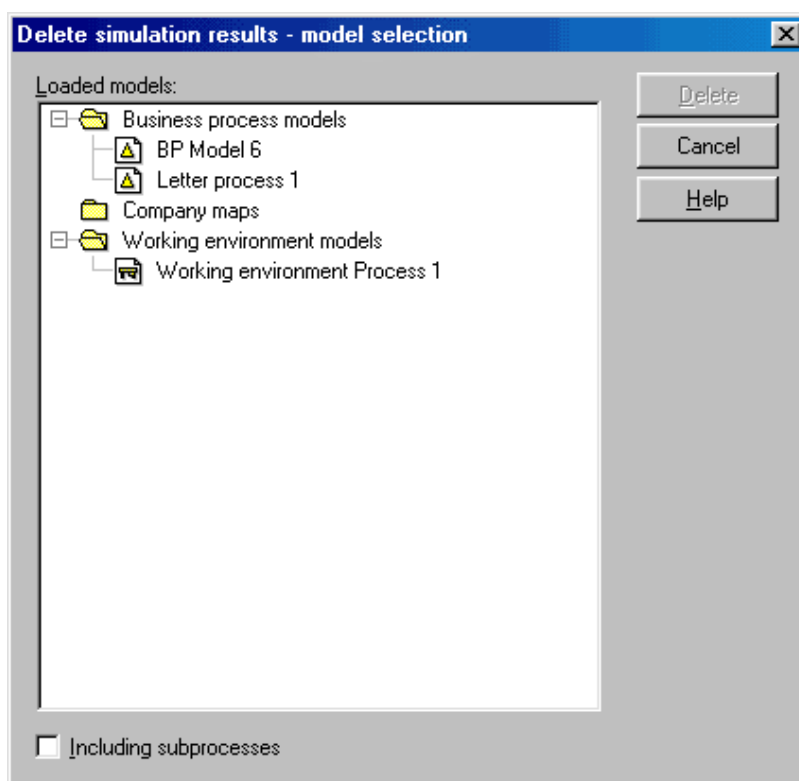 Delete simulation results - model selection
Loaded models:
Delete
Business process models
BP Model 6
Cancel
Letter process 1
Help
Company maps
Working environment models
Working environment Process 1
Including subprocesses